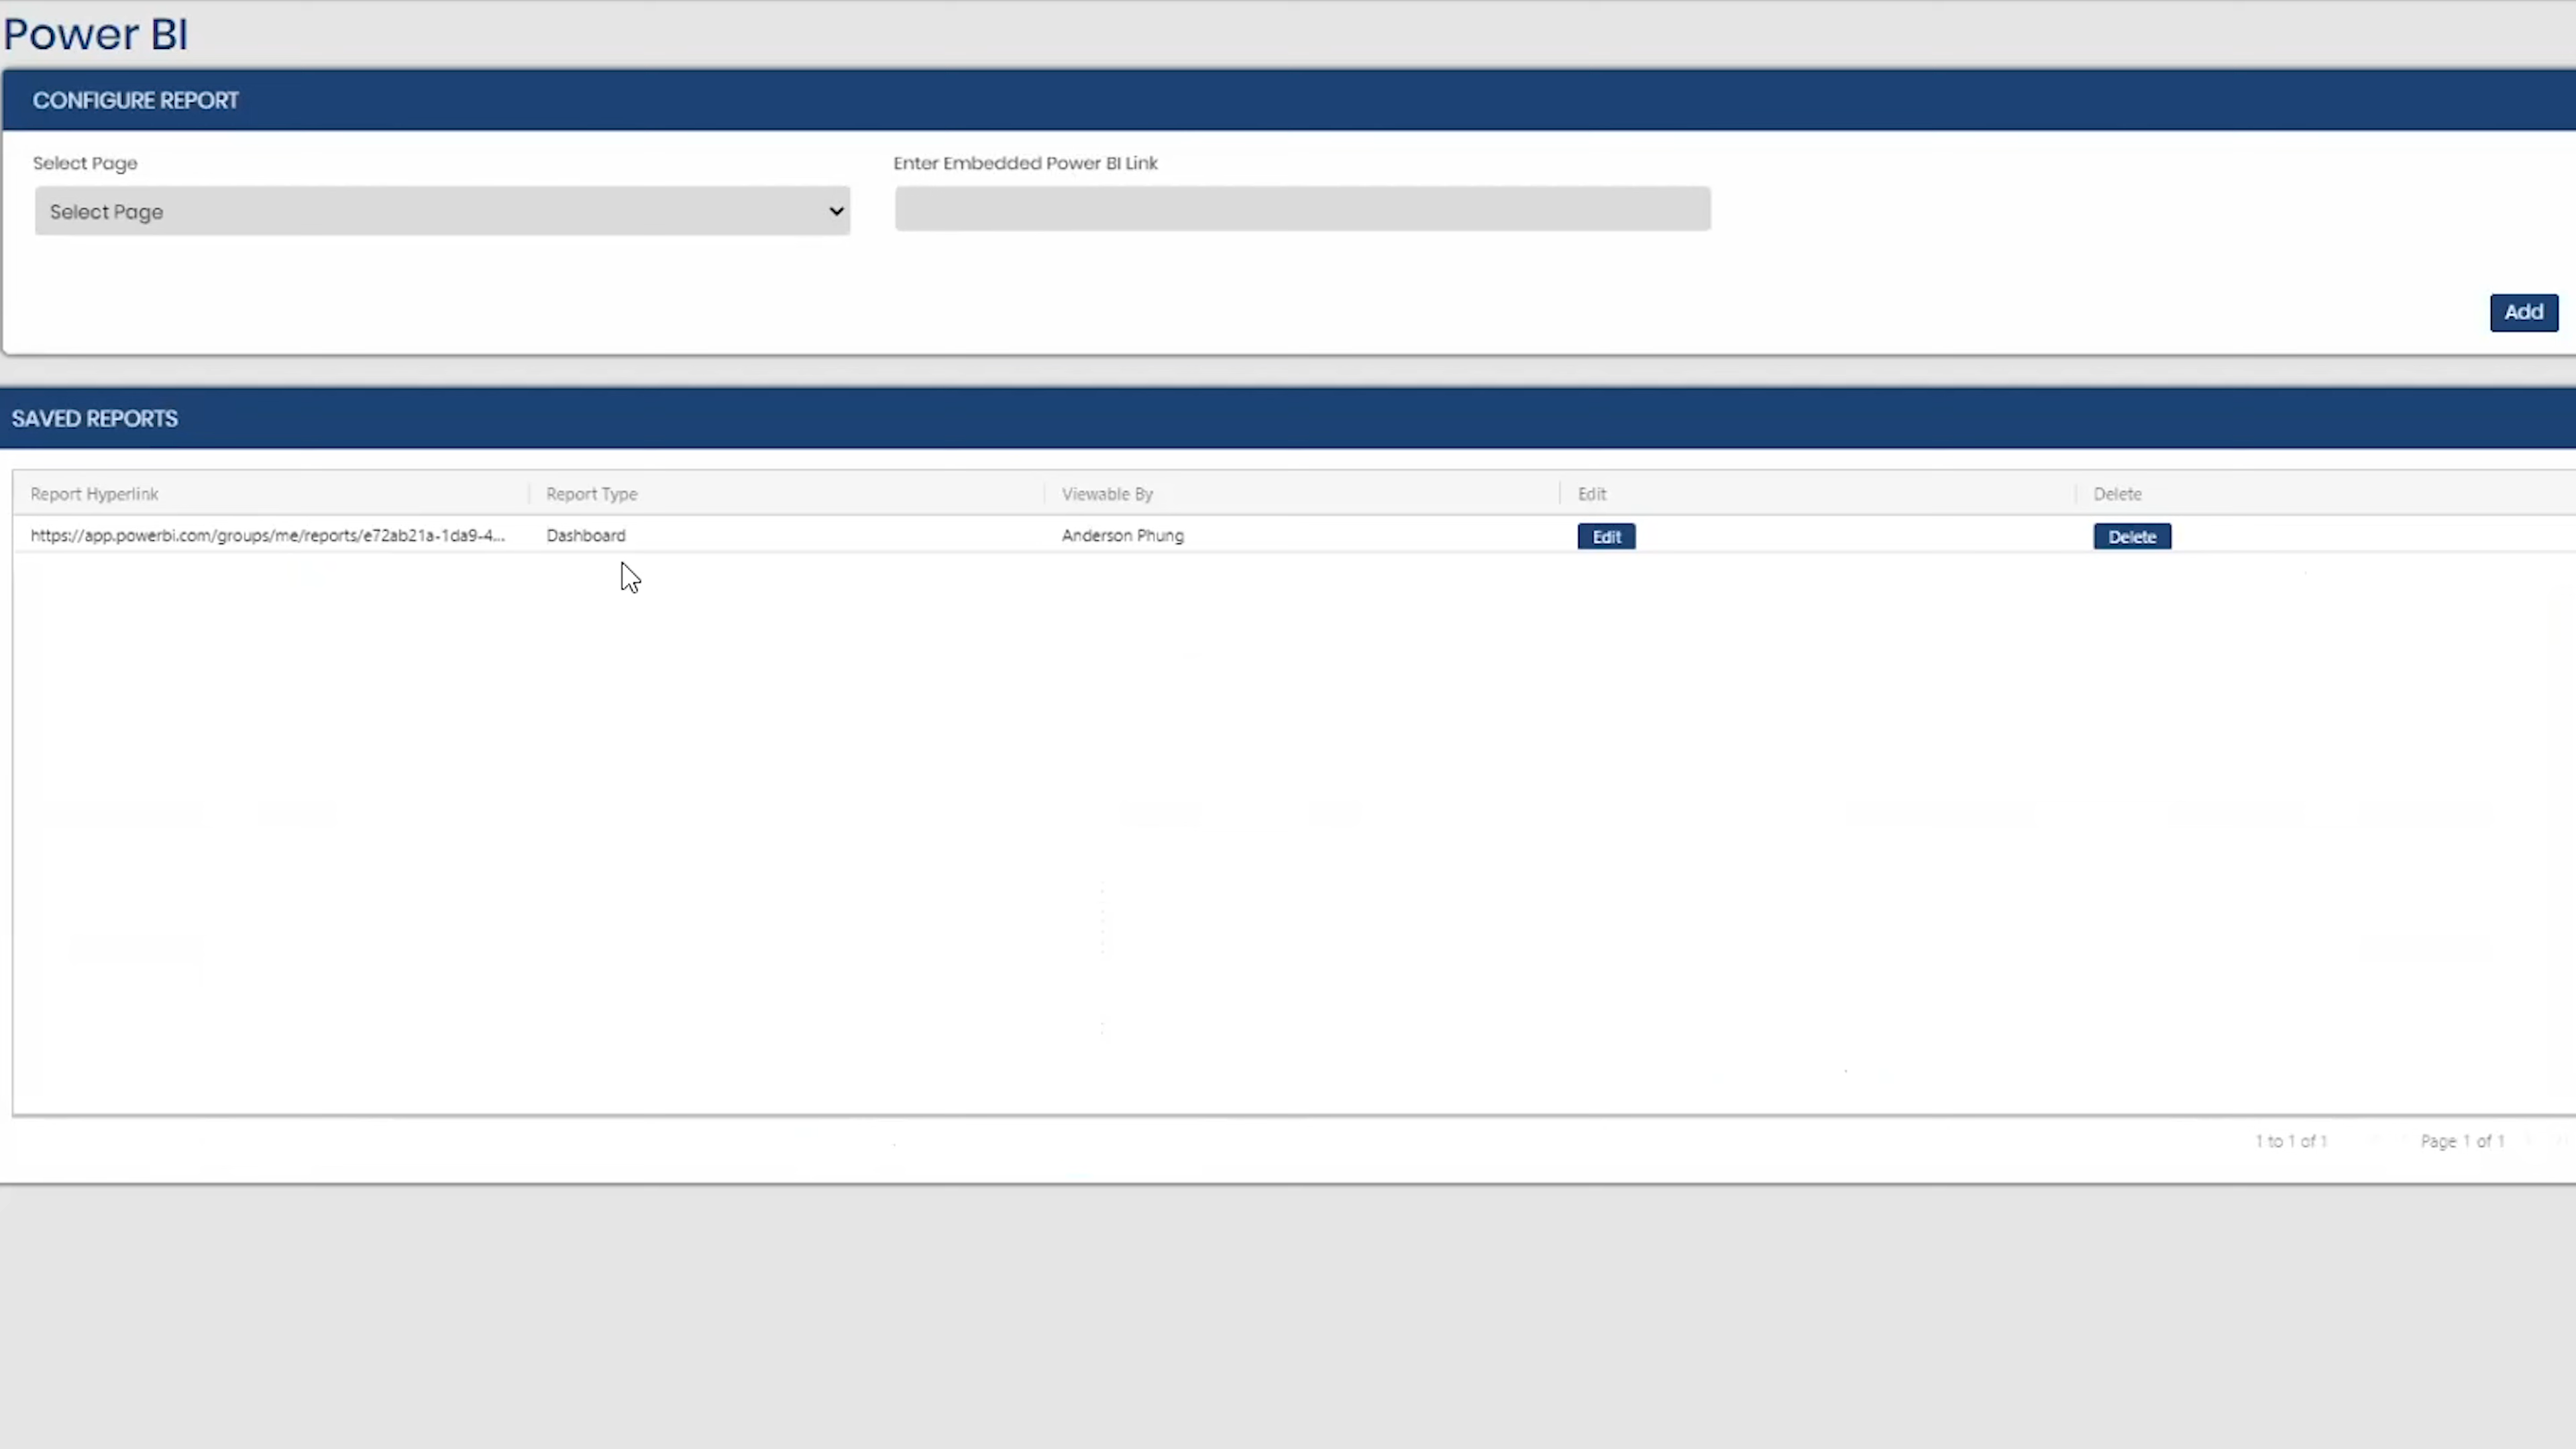 Power BI
CONFIGURE REPORT
Select Page
Enter Embedded Power BI Link
Select Page
Add
SAVED REPORTS
Report Hyperlink Report Type Viewable By Edit Delete
https://app.powerbi.com/groups/me/reports/e72ab21a-1da9-4... Dashboard Anderson Phung Edit Delete
1 to 1 of 1 Page 1 of 1